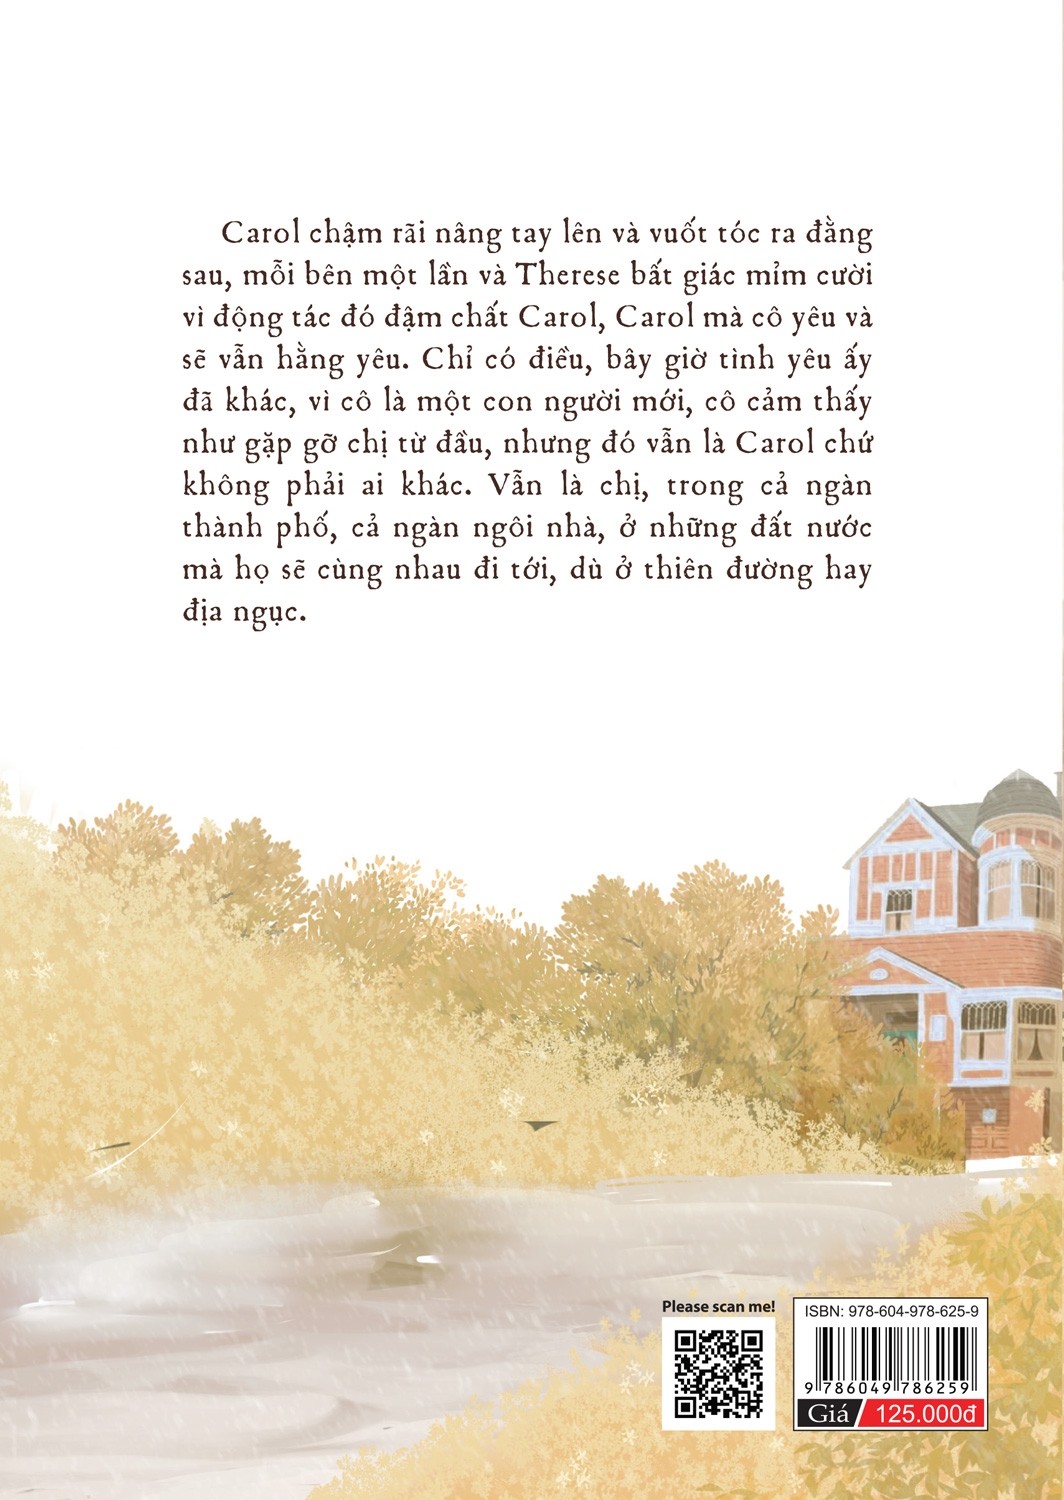 Carol chậm rãi nâng tay lên và vuốt tóc ra đằng
sau, mỗi bên một lần và Therese bất giác mỉm cười
vì động tác đó đậm chất Carol, Carol mà cô yêu và
sẽ vẫn hằng yêu. Chỉ có điều, bây giờ tình yêu ấy
đã khác, vì cô là một con người mới, cô cảm thấy
như gặp gỡ chị từ đầu, nhưng đó vẫn là Carol chứ
không phải ai khác. Vẫn là chị, trong cả ngàn
thành phố, cả ngàn ngôi nhà, ở những đất nước
mà họ sẽ cùng nhau đi tới, dù ở thiên đường hay
địa ngục.
Please scan me!
ISBN: 978-604-978-625-9
9 786049 786259
Giá 125.000đ